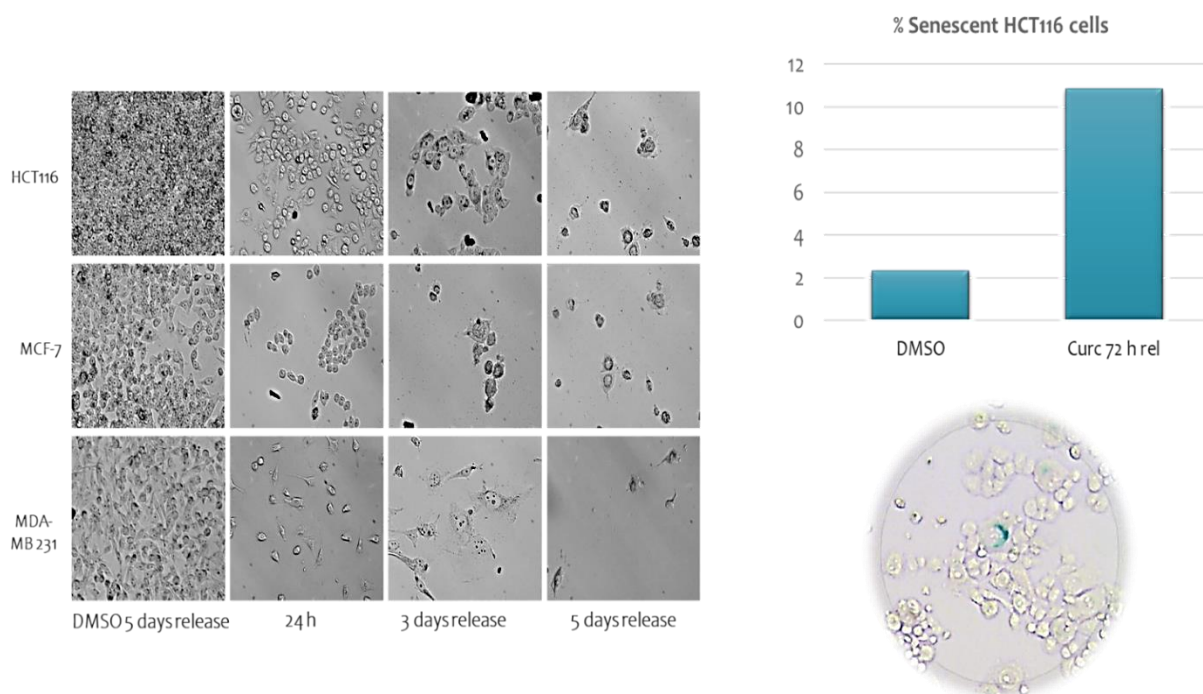 % Senescent HCT116 cells
12
10
8
6
4
2
0
DMSO
Curc 72 h rel
HCT116
MCF-7
MDA-
MB 231
DMSO 5 days release
24 h
3 days release
5 days release